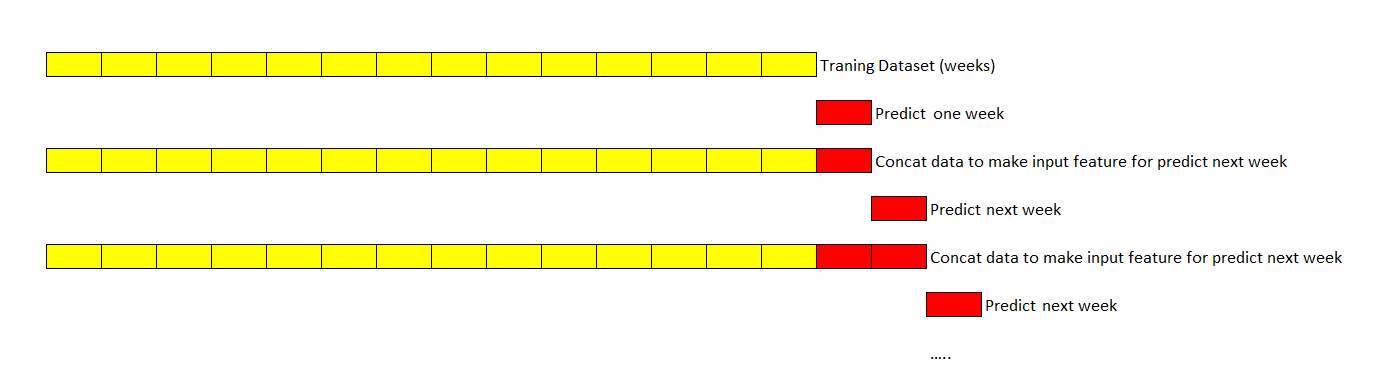 Traning Dataset (weeks)
Predict one week
Concat data to make input feature for predict next week
Predict next week
Concat data to make input feature for predict next week
Predict next week
.....